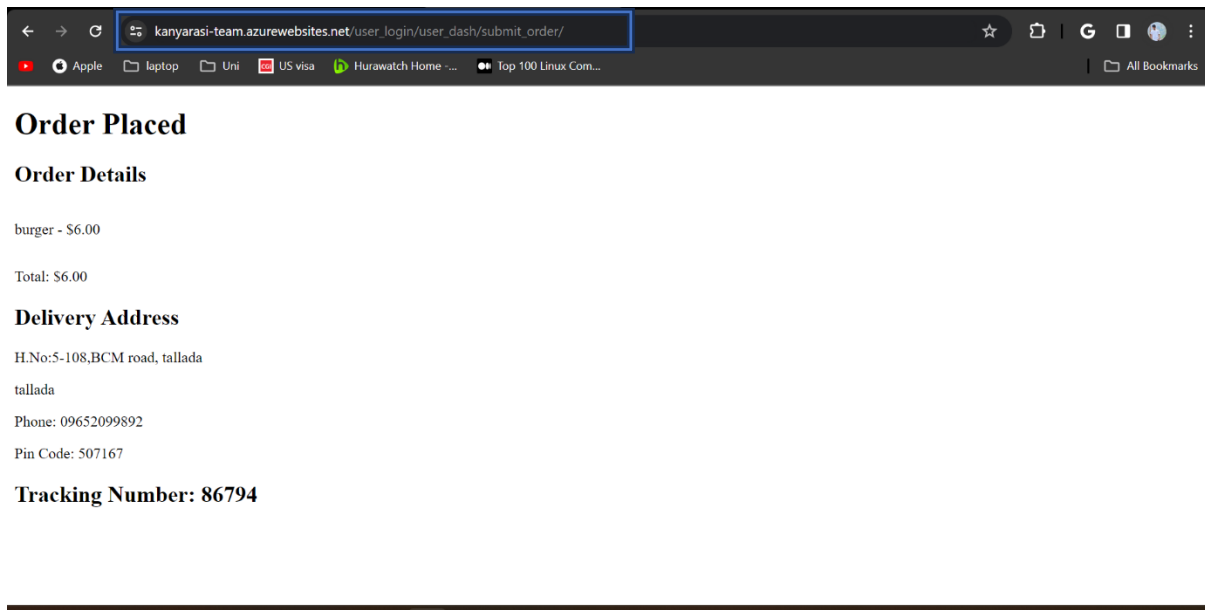 kanyarasi-team.azurewebsites.net/user_login/user_dash/submit_order/
Apple laptop Uni US visa Hurawatch Home -... Top 100 Linux Com... All Bookmarks
Order Placed
Order Details
burger - $6.00
Total: $6.00
Delivery Address
H.No:5-108,BCM road, tallada
tallada
Phone: 09652099892
Pin Code: 507167
Tracking Number: 86794